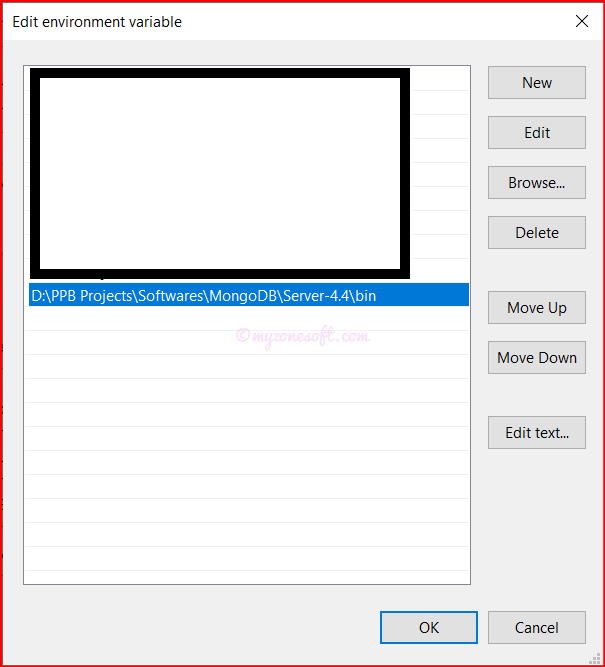 Edit environment variable
New
Edit
Browse...
Delete
D:\PPB Projects\Softwares\MongoDB\Server-4.4\bin
Move Up
© myzonesoft.com
Move Down
Edit text...
OK
Cancel